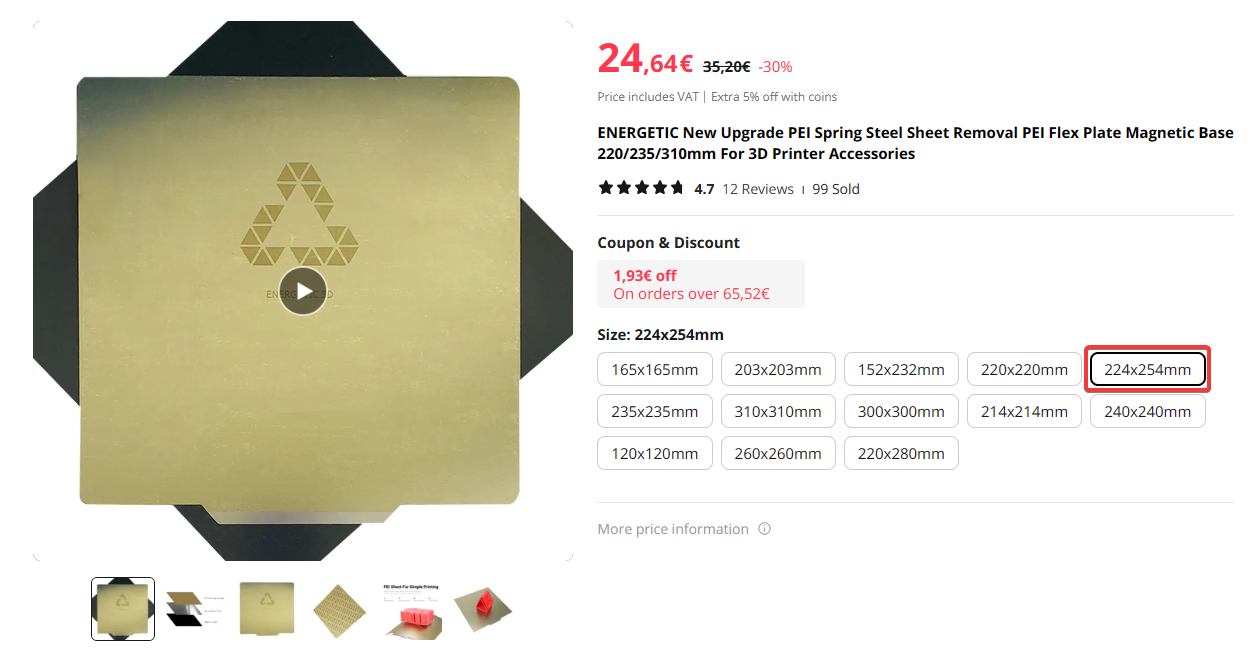 24,64€ 35,20€ -30%
Price includes VAT | Extra 5% off with coins
ENERGETIC New Upgrade PEI Spring Steel Sheet Removal PEI Flex Plate Magnetic Base
220/235/310mm For 3D Printer Accessories
4.7 12 Reviews 99 Sold
Coupon & Discount
1,93€ off
On orders over 65,52€
Size: 224x254mm
165x165mm 203x203mm 152x232mm 220x220mm 224x254mm
235x235mm 310x310mm 300x300mm 214x214mm 240x240mm
120x120mm 260x260mm 220x280mm
More price information
PEI Sheet For Simple Printing